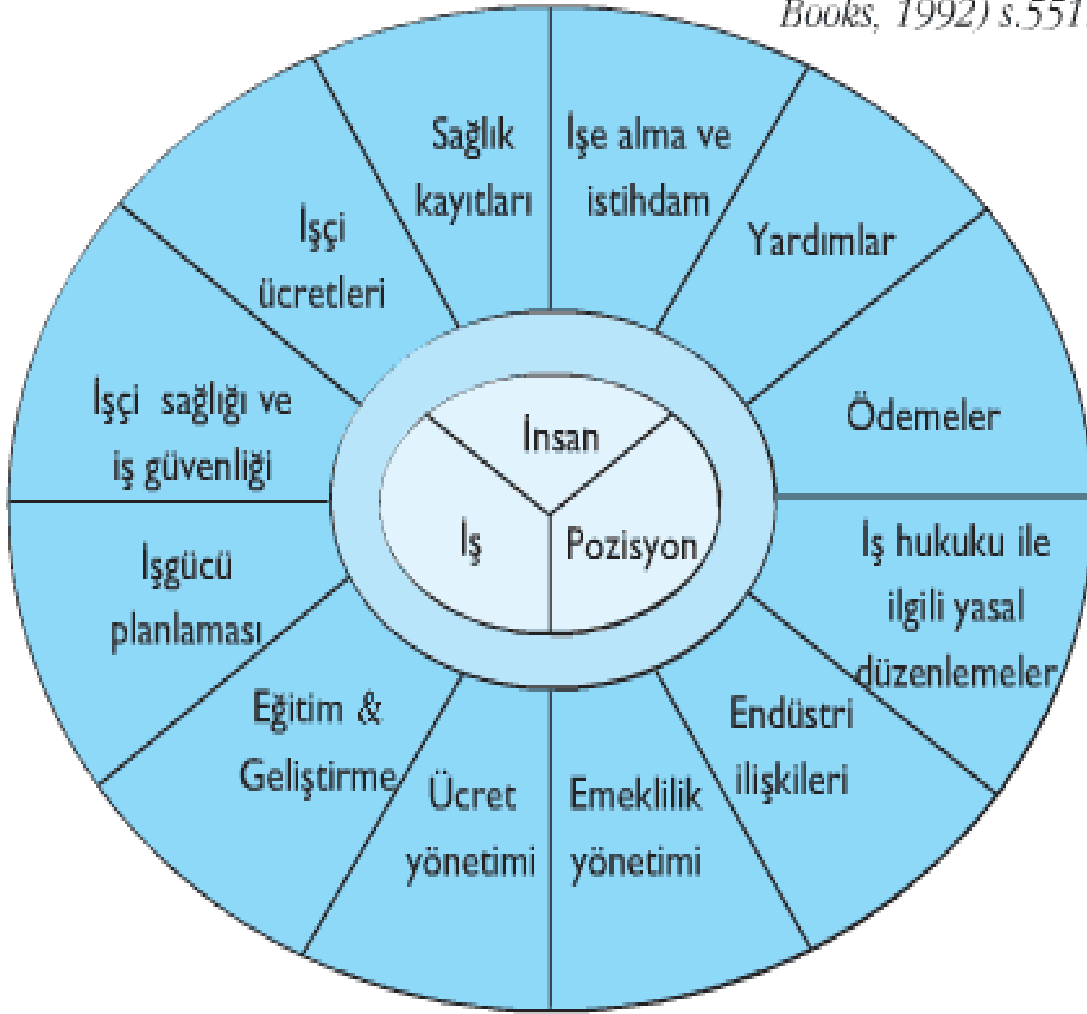 Books, 1992) s.551.
Sağlık
kayıtları
İşe alma ve
istihdam
Yardımlar
Ödemeler
İş hukuku ile
ilgili yasal
düzenlemeler
Endüstri
ilişkileri
Emeklilik
yönetimi
Ücret
yönetimi
Eğitim &
Geliştirme
İşgücü
planlaması
İşçi sağlığı ve
iş güvenliği
İşçi
ücretleri
İnsan
İş
Pozisyon